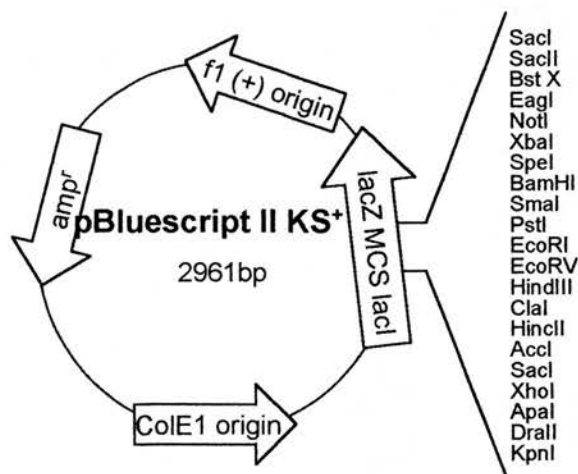 f1 (+) origin
ampr
pBluescript II KS+
2961bp
lacZ MCS lacI
ColE1 origin
SacI
SacII
Bst X
EagI
NotI
XbaI
SpeI
BamHI
SmaI
PstI
EcoRI
EcoRV
HindIII
ClaI
HincII
AccI
SacI
XhoI
ApaI
DraII
KpnI